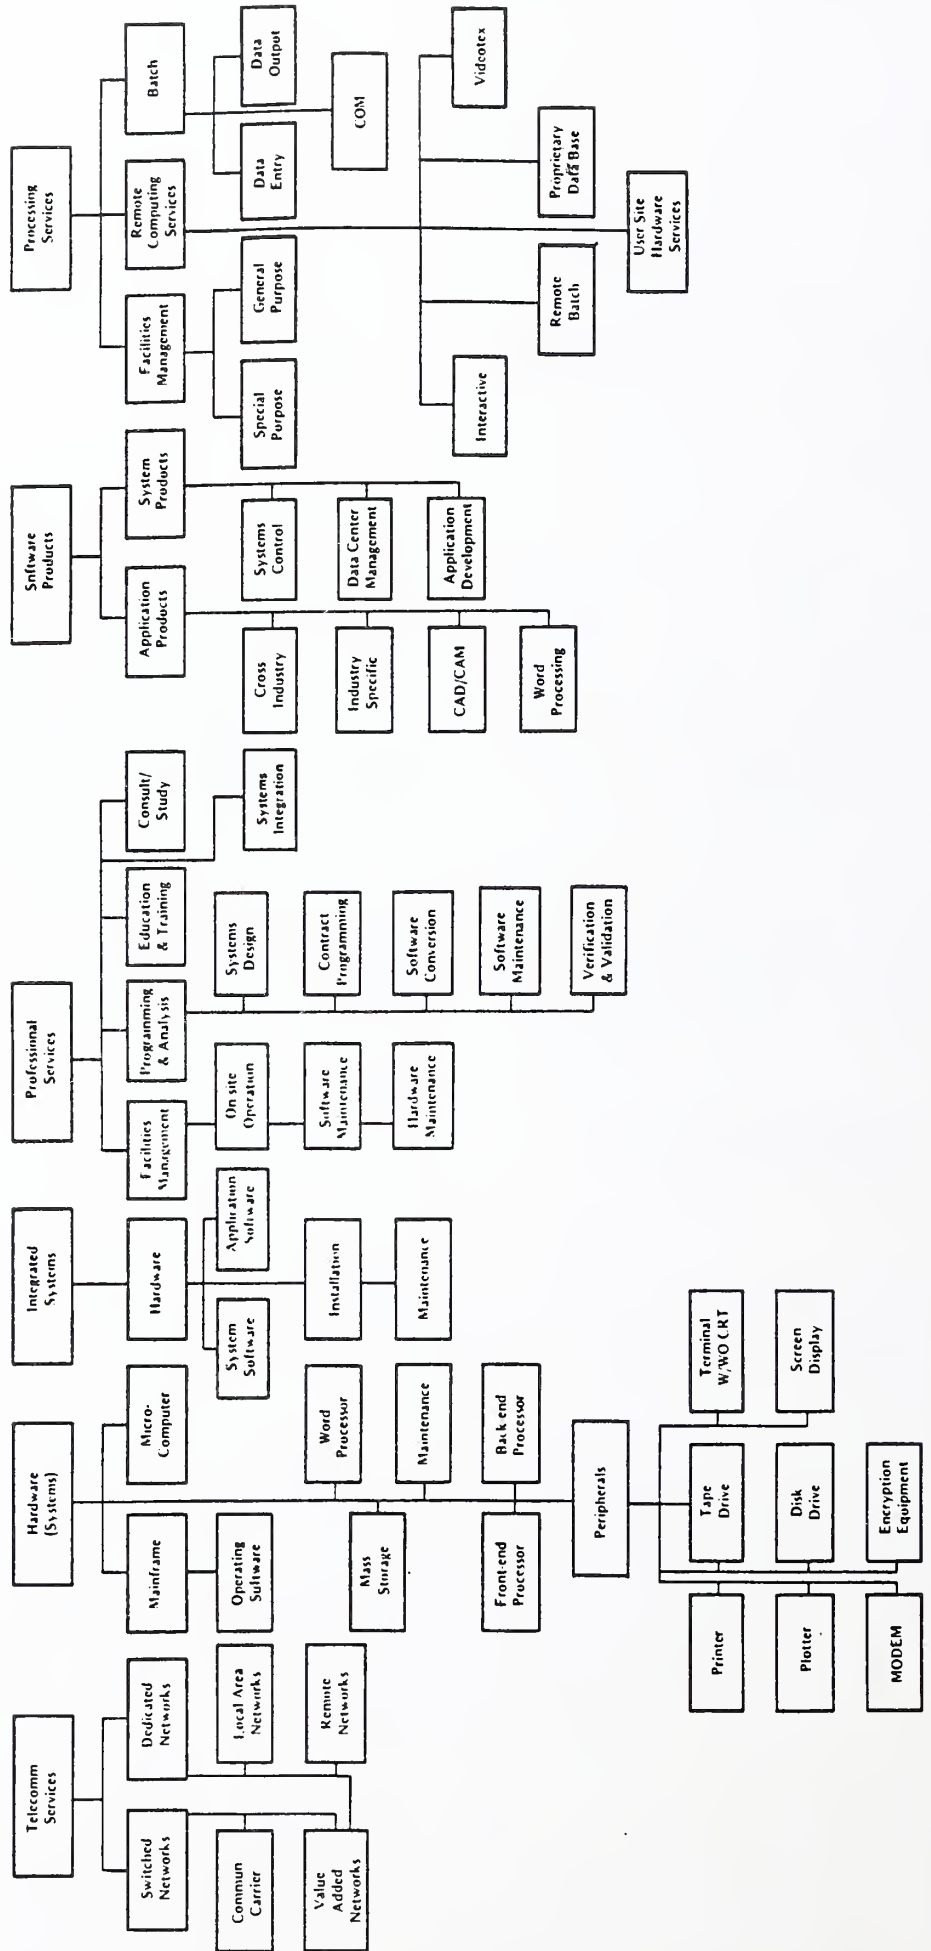 Telecomm
Services
Switched
Networks
Dedicated
Networks
Commun
Carrier
Local Area
Networks
Value
Added
Networks
Remote
Networks
Hardware
(Systems)
Mainframe
Micro-
Computer
Operating
Software
Word
Processor
Mass
Storage
Maintenance
Front-end
Processor
Back end
Processor
Peripherals
Printer
Tape
Drive
Terminal
W/WO CRT
Plotter
Disk
Drive
Screen
Display
MODEM
Encryption
Equipment
Integrated
Systems
Hardware
System
Software
Application
Software
Installation
Maintenance
Professional
Services
Facilities
Management
Programming
& Analysis
Education
& Training
Consult/
Study
On site
Operation
Software
Maintenance
Hardware
Maintenance
Systems
Design
Contract
Programming
Software
Conversion
Software
Maintenance
Verification
& Validation
Systems
Integration
Software
Products
Application
Products
System
Products
Cross
Industry
Industry
Specific
CAD/CAM
Word
Processing
Systems
Control
Data Center
Management
Application
Development
Processing
Services
Facilities
Management
Remote
Computing
Services
Batch
Special
Purpose
General
Purpose
Data
Entry
Data
Output
COM
Interactive
Remote
Batch
Proprietary
Data Base
Videotex
User Site
Hardware
Services